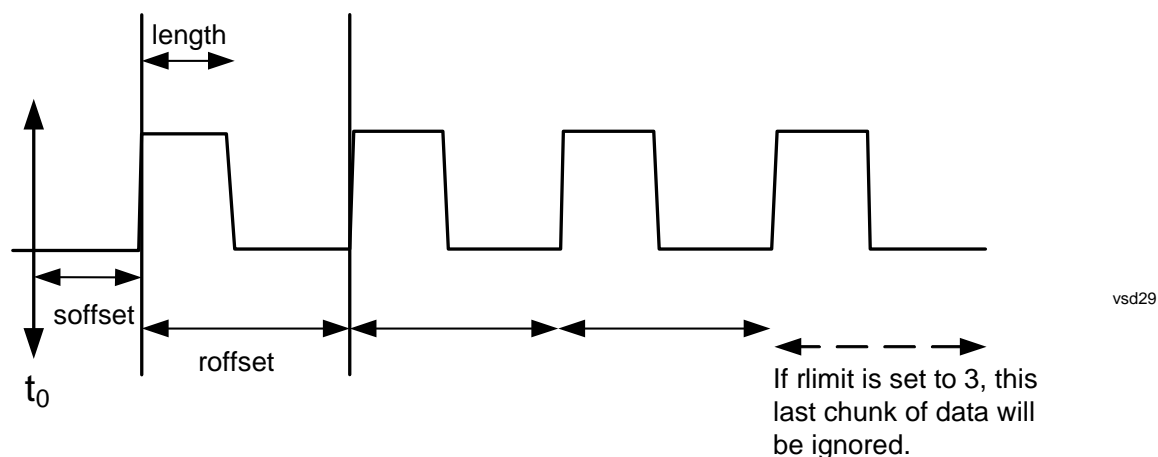 length
soffset
roffset
t₀
vsd29
If rlimit is set to 3, this
last chunk of data will
be ignored.